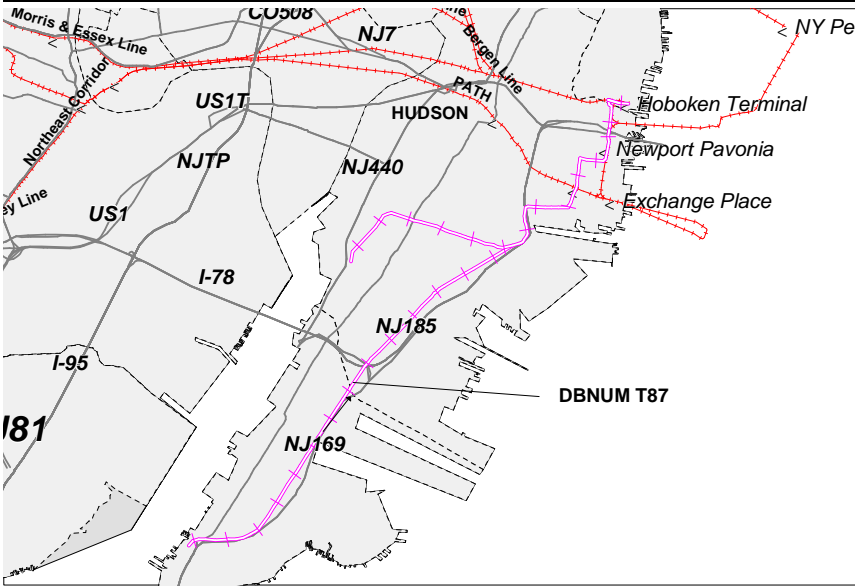 CO508
Morris & Essex Line
NJ7
Line
Bergen Line
NY Pe
Northeast Corridor
US1T
PATH
HUDSON
Hoboken Terminal
NJTP
NJ440
Newport Pavonia
ey Line
US1
Exchange Place
I-78
NJ185
I-95
DBNUM T87
J81
NJ169